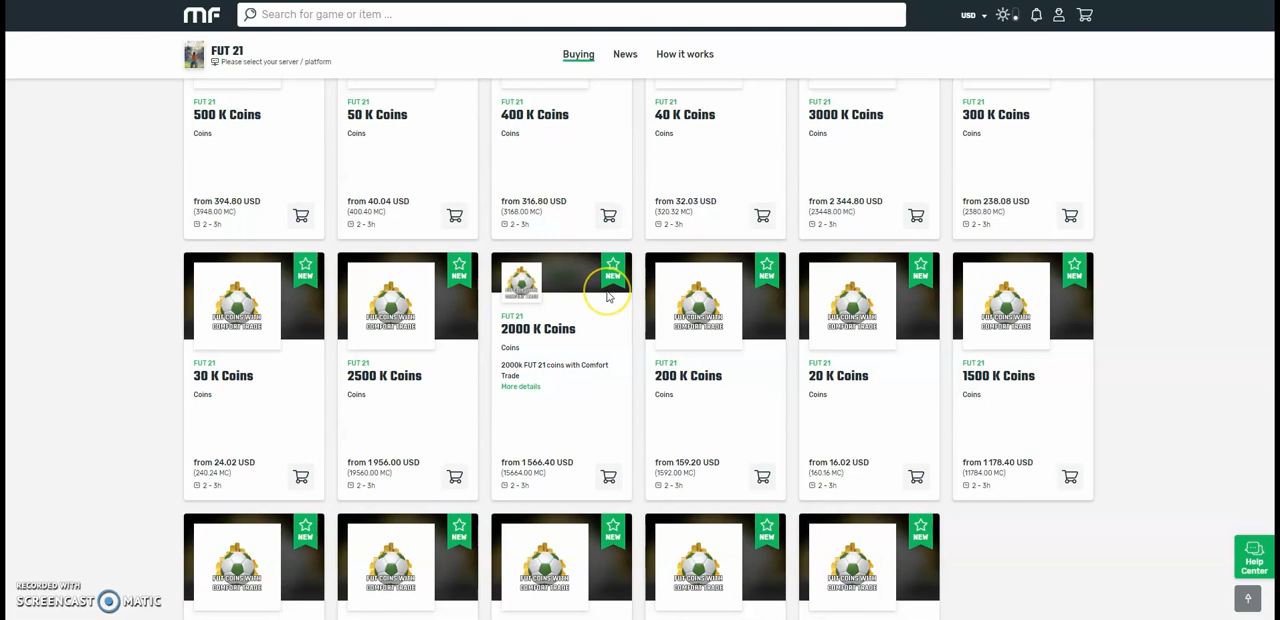 MF
Search for game or item ...
USD
FUT 21
Please select your server / platform
Buying
News
How it works
FUT 21
500 K Coins
Coins
from 394.80 USD
(3948.00 MC)
2 - 3h
FUT 21
50 K Coins
Coins
from 40.04 USD
(400.40 MC)
2 - 3h
FUT 21
400 K Coins
Coins
from 316.80 USD
(3168.00 MC)
2 - 3h
FUT 21
40 K Coins
Coins
from 32.03 USD
(320.32 MC)
2 - 3h
FUT 21
3000 K Coins
Coins
from 2 344.80 USD
(23448.00 MC)
2 - 3h
FUT 21
300 K Coins
Coins
from 238.08 USD
(2380.80 MC)
2 - 3h
NEW
FUT COINS WITH
COMFORT TRADE
FUT 21
30 K Coins
Coins
from 24.02 USD
(240.24 MC)
2 - 3h
NEW
FUT COINS WITH
COMFORT TRADE
FUT 21
2500 K Coins
Coins
from 1 956.00 USD
(19560.00 MC)
2 - 3h
NEW
FUT COINS WITH
COMFORT TRADE
FUT 21
2000 K Coins
Coins
2000k FUT 21 coins with Comfort
Trade
More details
from 1 566.40 USD
(15664.00 MC)
2 - 3h
NEW
FUT COINS WITH
COMFORT TRADE
FUT 21
200 K Coins
Coins
from 159.20 USD
(1592.00 MC)
2 - 3h
NEW
FUT COINS WITH
COMFORT TRADE
FUT 21
20 K Coins
Coins
from 16.02 USD
(160.16 MC)
2 - 3h
NEW
FUT COINS WITH
COMFORT TRADE
FUT 21
1500 K Coins
Coins
from 1 178.40 USD
(11784.00 MC)
2 - 3h
NEW
FUT COINS WITH
COMFORT TRADE
NEW
FUT COINS WITH
COMFORT TRADE
NEW
FUT COINS WITH
COMFORT TRADE
NEW
FUT COINS WITH
COMFORT TRADE
NEW
FUT COINS WITH
COMFORT TRADE
Help
Center
RECORDED WITH
SCREENCAST MATIC